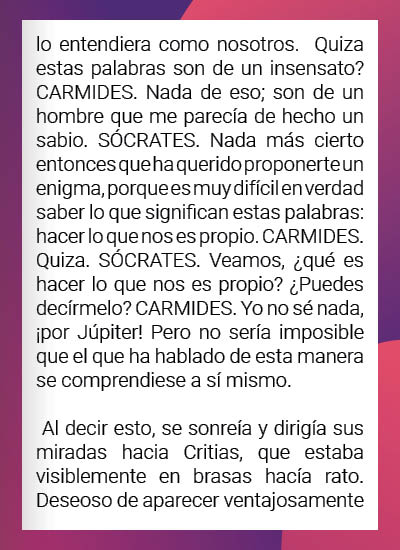 lo entendiera como nosotros. Quiza
estas palabras son de un insensato?
CARMIDES. Nada de eso; son de un
hombre que me parecía de hecho un
sabio. SÓCRATES. Nada más cierto
entonces que ha querido proponerte un
enigma, porque es muy difícil en verdad
saber lo que significan estas palabras:
hacer lo que nos es propio. CARMIDES.
Quiza. SÓCRATES. Veamos, ¿qué es
hacer lo que nos es propio? ¿Puedes
decírmelo? CARMIDES. Yo no sé nada,
¡por Júpiter! Pero no sería imposible
que el que ha hablado de esta manera
se comprendiese a sí mismo.
Al decir esto, se sonreía y dirigía sus
miradas hacia Critias, que estaba
visiblemente en brasas hacía rato.
Deseoso de aparecer ventajosamente